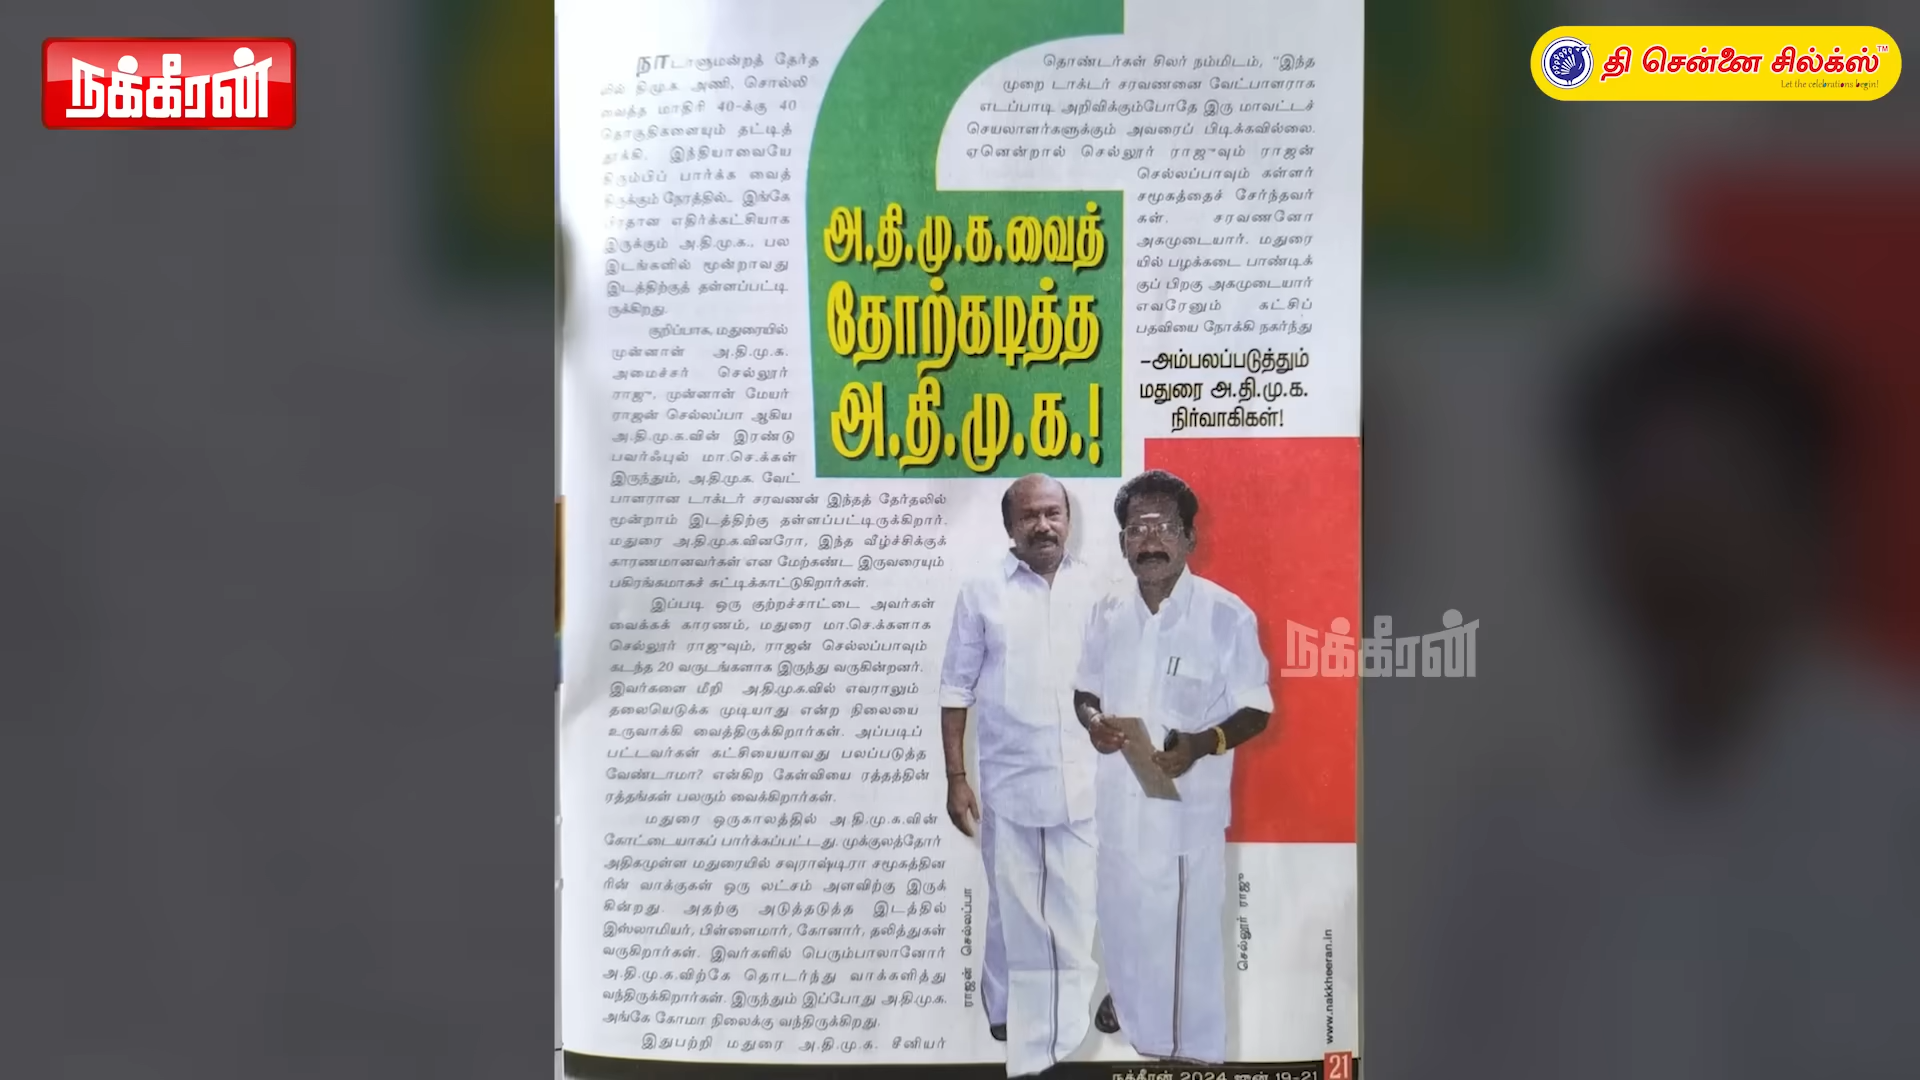 நக்கீரன்
தி சென்னை சில்க்ஸ்™
Let the celebrations begin!
நாடாளுமன்றத் தேர்த
லில் திமு.க அணி, சொல்லி
வைத்த மாதிரி 40-க்கு 40
தொகுதிகளையும் தட்டித்
தூக்கி, இந்தியாவையே
திரும்பிப் பார்க்க வைத்
திருக்கும் நேரத்தில்.. இங்கே
பிரதான எதிர்க்கட்சியாக
இருக்கும் அ.தி.மு.க., பல
இடங்களில் மூன்றாவது
இடத்திற்குத் தள்ளப்பட்டி
ருக்கிறது.
குறிப்பாக, மதுரையில்
முன்னாள் அ.தி.மு.க.
அமைச்சர் செல்லூர்
ராஜு, முன்னாள் மேயர்
ராஜன் செல்லப்பா ஆகிய
அ.தி.மு.க.வின் இரண்டு
பவர்ஃபுல் மா.செ.க்கள்
இருந்தும், அ.தி.மு.க. வேட்
பாளரான டாக்டர் சரவணன் இந்தத் தேர்தலில்
மூன்றாம் இடத்திற்கு தள்ளப்பட்டிருக்கிறார்.
மதுரை அ.தி.மு.க.வினரோ, இந்த வீழ்ச்சிக்குக்
காரணமானவர்கள் என மேற்கண்ட இருவரையும்
பகிரங்கமாகச் சுட்டிக்காட்டுகிறார்கள்.
இப்படி ஒரு குற்றச்சாட்டை அவர்கள்
வைக்கக் காரணம், மதுரை மா.செ.க்களாக
செல்லூர் ராஜுவும், ராஜன் செல்லப்பாவும்
கடந்த 20 வருடங்களாக இருந்து வருகின்றனர்.
இவர்களை மீறி அ.தி.மு.க.வில் எவராலும்
தலையெடுக்க முடியாது என்ற நிலையை
உருவாக்கி வைத்திருக்கிறார்கள். அப்படிப்
பட்டவர்கள் கட்சியையாவது பலப்படுத்த
வேண்டாமா? என்கிற கேள்வியை ரத்தத்தின்
ரத்தங்கள் பலரும் வைக்கிறார்கள்.
மதுரை ஒருகாலத்தில் அ.தி.மு.க.வின்
கோட்டையாகப் பார்க்கப்பட்டது. முக்குலத்தோர்
அதிகமுள்ள மதுரையில் சவுராஷ்டிரா சமூகத்தின
ரின் வாக்குகள் ஒரு லட்சம் அளவிற்கு இருக்
கின்றது. அதற்கு அடுத்தடுத்த இடத்தில்
இஸ்லாமியர், பிள்ளைமார், கோனார், தலித்துகள்
வருகிறார்கள். இவர்களில் பெரும்பாலானோர்
அ.தி.மு.க.விற்கே தொடர்ந்து வாக்களித்து
வந்திருக்கிறார்கள். இருந்தும் இப்போது அ.தி.மு.க.
அங்கே கோமா நிலைக்கு வந்திருக்கிறது.
இதுபற்றி மதுரை அ.தி.மு.க. சீனியர்
அ.தி.மு.க.வைத்
தோற்கடித்த
அ.தி.மு.க.!
தொண்டர்கள் சிலர் நம்மிடம், "இந்த
முறை டாக்டர் சரவணனை வேட்பாளராக
எடப்பாடி அறிவிக்கும்போதே இரு மாவட்டச்
செயலாளர்களுக்கும் அவரைப் பிடிக்கவில்லை.
ஏனென்றால் செல்லூர் ராஜுவும் ராஜன்
செல்லப்பாவும் கள்ளர்
சமூகத்தைச் சேர்ந்தவர்
கள். சரவணனோ
அகமுடையார். மதுரை
யில் பழக்கடை பாண்டிக்
குப் பிறகு அகமுடையார்
எவரேனும் கட்சிப்
பதவியை நோக்கி நகர்ந்து
-அம்பலப்படுத்தும்
மதுரை அ.தி.மு.க.
நிர்வாகிகள்!
ராஜன் செல்லப்பா
செல்லூர் ராஜு
நக்கீரன்
www.nakkheeran.in
நக்கீரன் 2024 ஜூன் 19-21
21